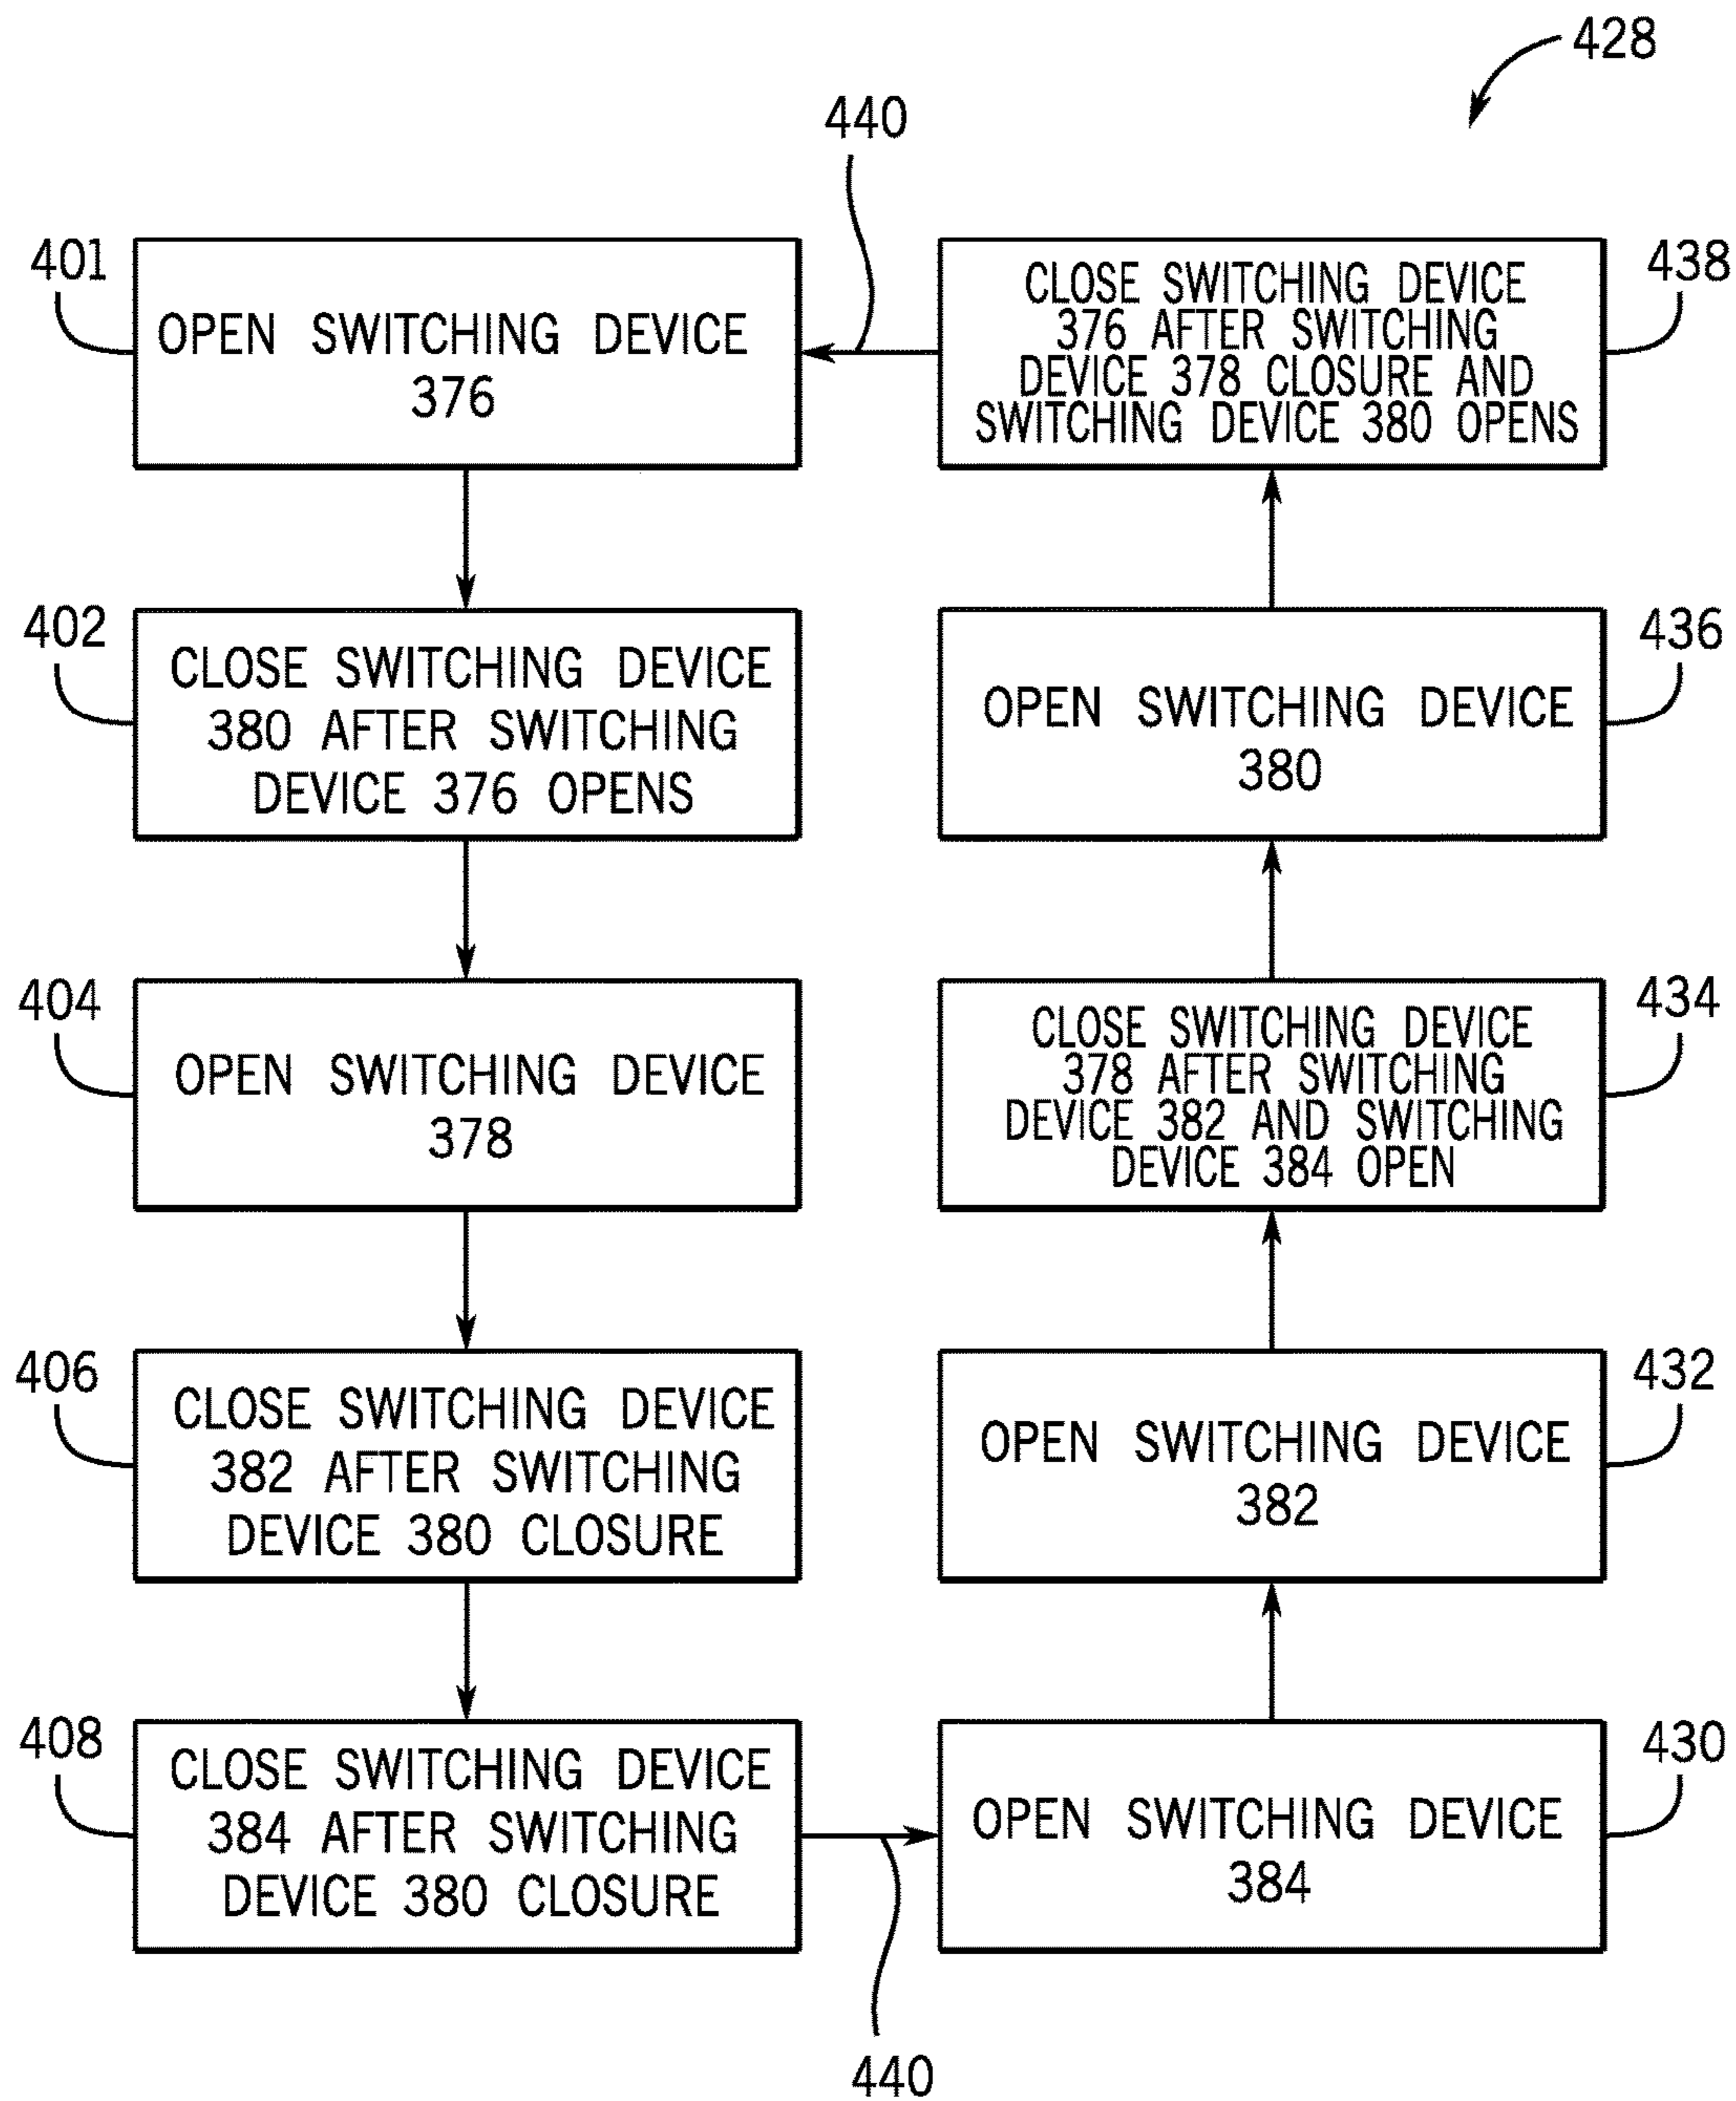 428
440
401
OPEN SWITCHING DEVICE
376
438
CLOSE SWITCHING DEVICE
376 AFTER SWITCHING
DEVICE 378 CLOSURE AND
SWITCHING DEVICE 380 OPENS
402
CLOSE SWITCHING DEVICE
380 AFTER SWITCHING
DEVICE 376 OPENS
436
OPEN SWITCHING DEVICE
380
404
OPEN SWITCHING DEVICE
378
434
CLOSE SWITCHING DEVICE
378 AFTER SWITCHING
DEVICE 382 AND SWITCHING
DEVICE 384 OPEN
406
CLOSE SWITCHING DEVICE
382 AFTER SWITCHING
DEVICE 380 CLOSURE
432
OPEN SWITCHING DEVICE
382
408
CLOSE SWITCHING DEVICE
384 AFTER SWITCHING
DEVICE 380 CLOSURE
430
OPEN SWITCHING DEVICE
384
440